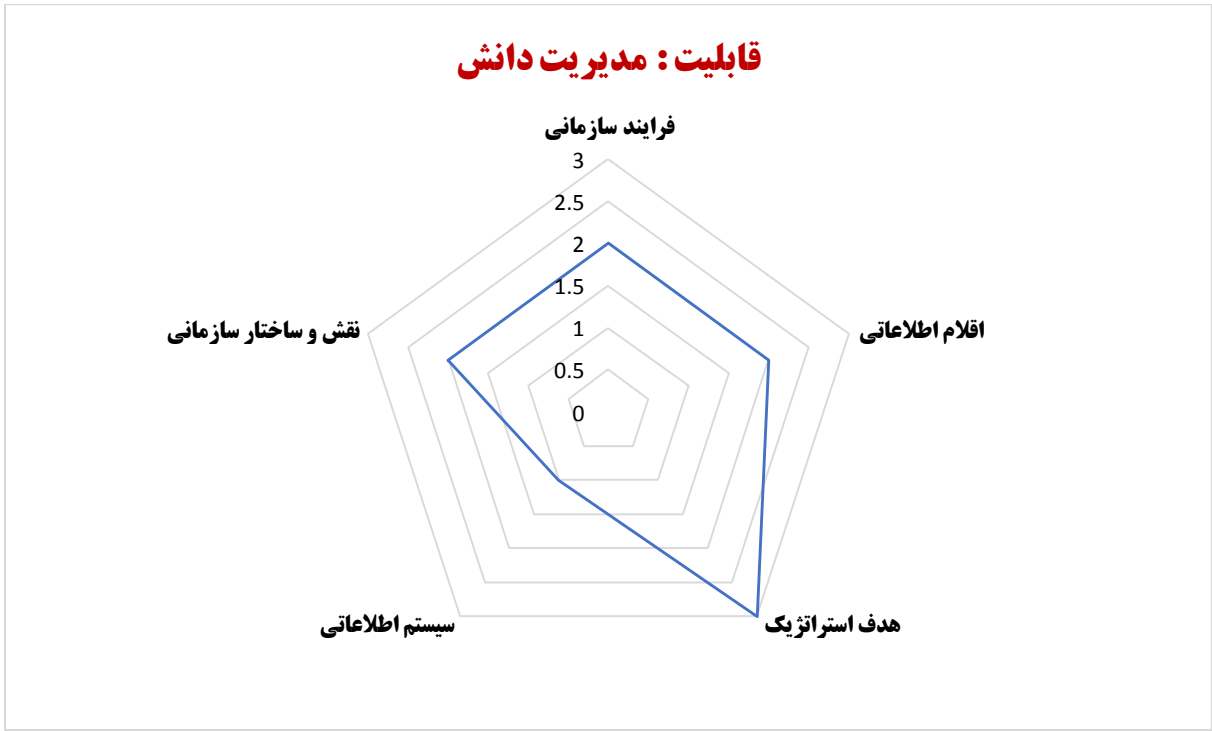 قابلیت : مدیریت دانش
فرایند سازمانی
3
2.5
2
1.5
1
0.5
0
اقلام اطلاعاتی
نقش و ساختار سازمانی
هدف استراتژیک
سیستم اطلاعاتی